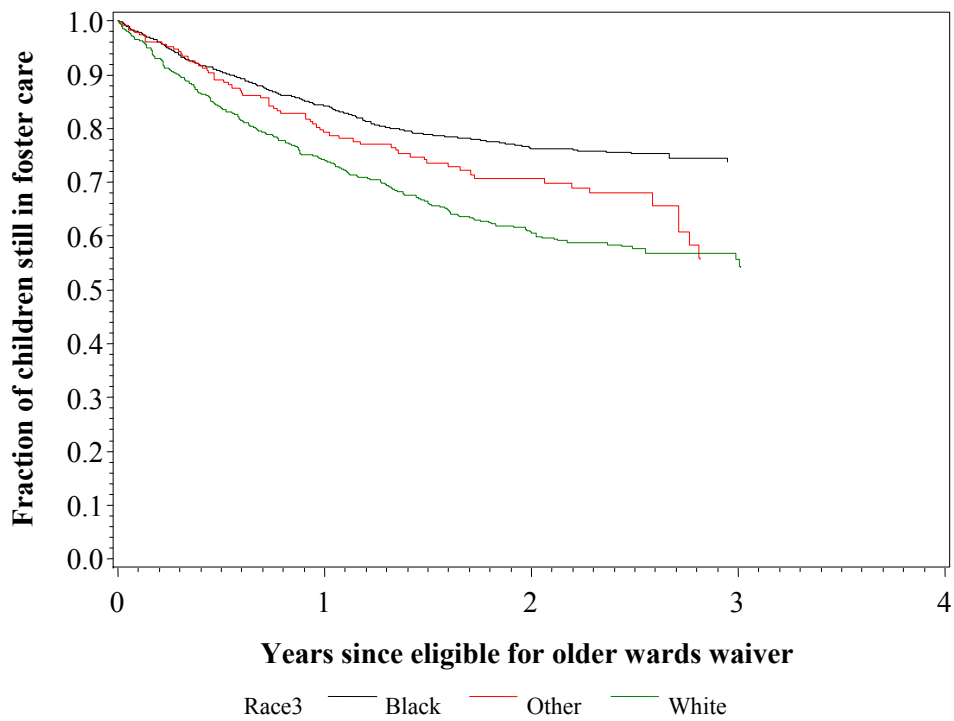 Fraction of children still in foster care
1.0
0.9
0.8
0.7
0.6
0.5
0.4
0.3
0.2
0.1
0.0
0 1 2 3 4
Years since eligible for older wards waiver
Race3 Black Other White